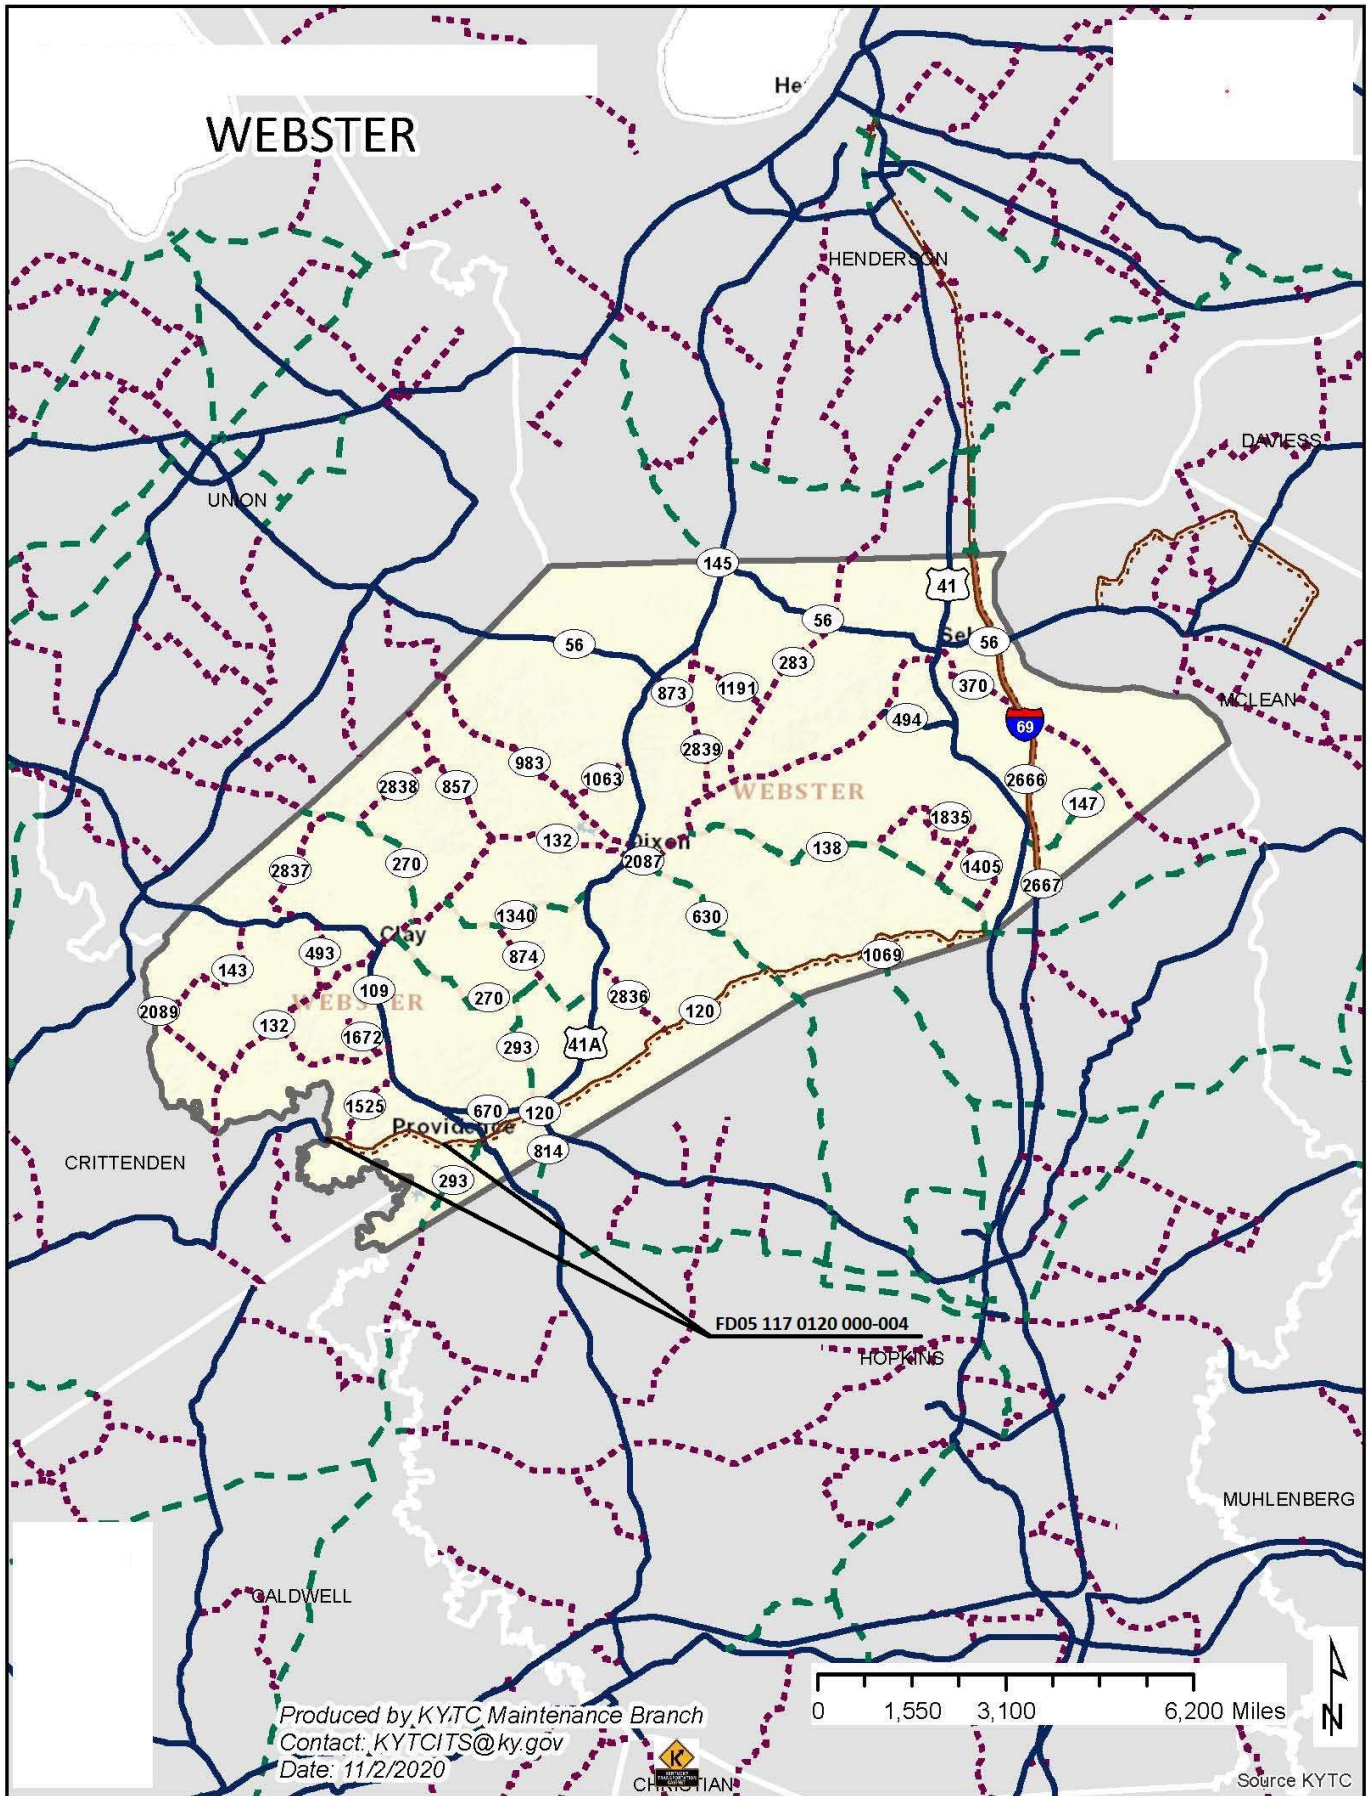 WEBSTER
He
HENDERSON
DAVIESS
UNION
145
41
56
56
Sel
56
283
873
1191
370
MCLEAN
494
69
2839
983
1063
2838
857
2666
WEBSTER
147
1835
132
Dixon
138
2087
270
1405
2837
2667
1340
630
Clay
493
874
1069
143
109
270
2836
WEBSTER
2089
120
132
1672
293
41A
1525
670
120
Providence
814
CRITTENDEN
293
FD05 117 0120 000-004
HOPKINS
MUHLENBERG
CALDWELL
0 1,550 3,100 6,200 Miles
N
Produced by KYTC Maintenance Branch
Contact: KYTCITS@ky.gov
Date: 11/2/2020
CHRISTIAN
Source KYTC